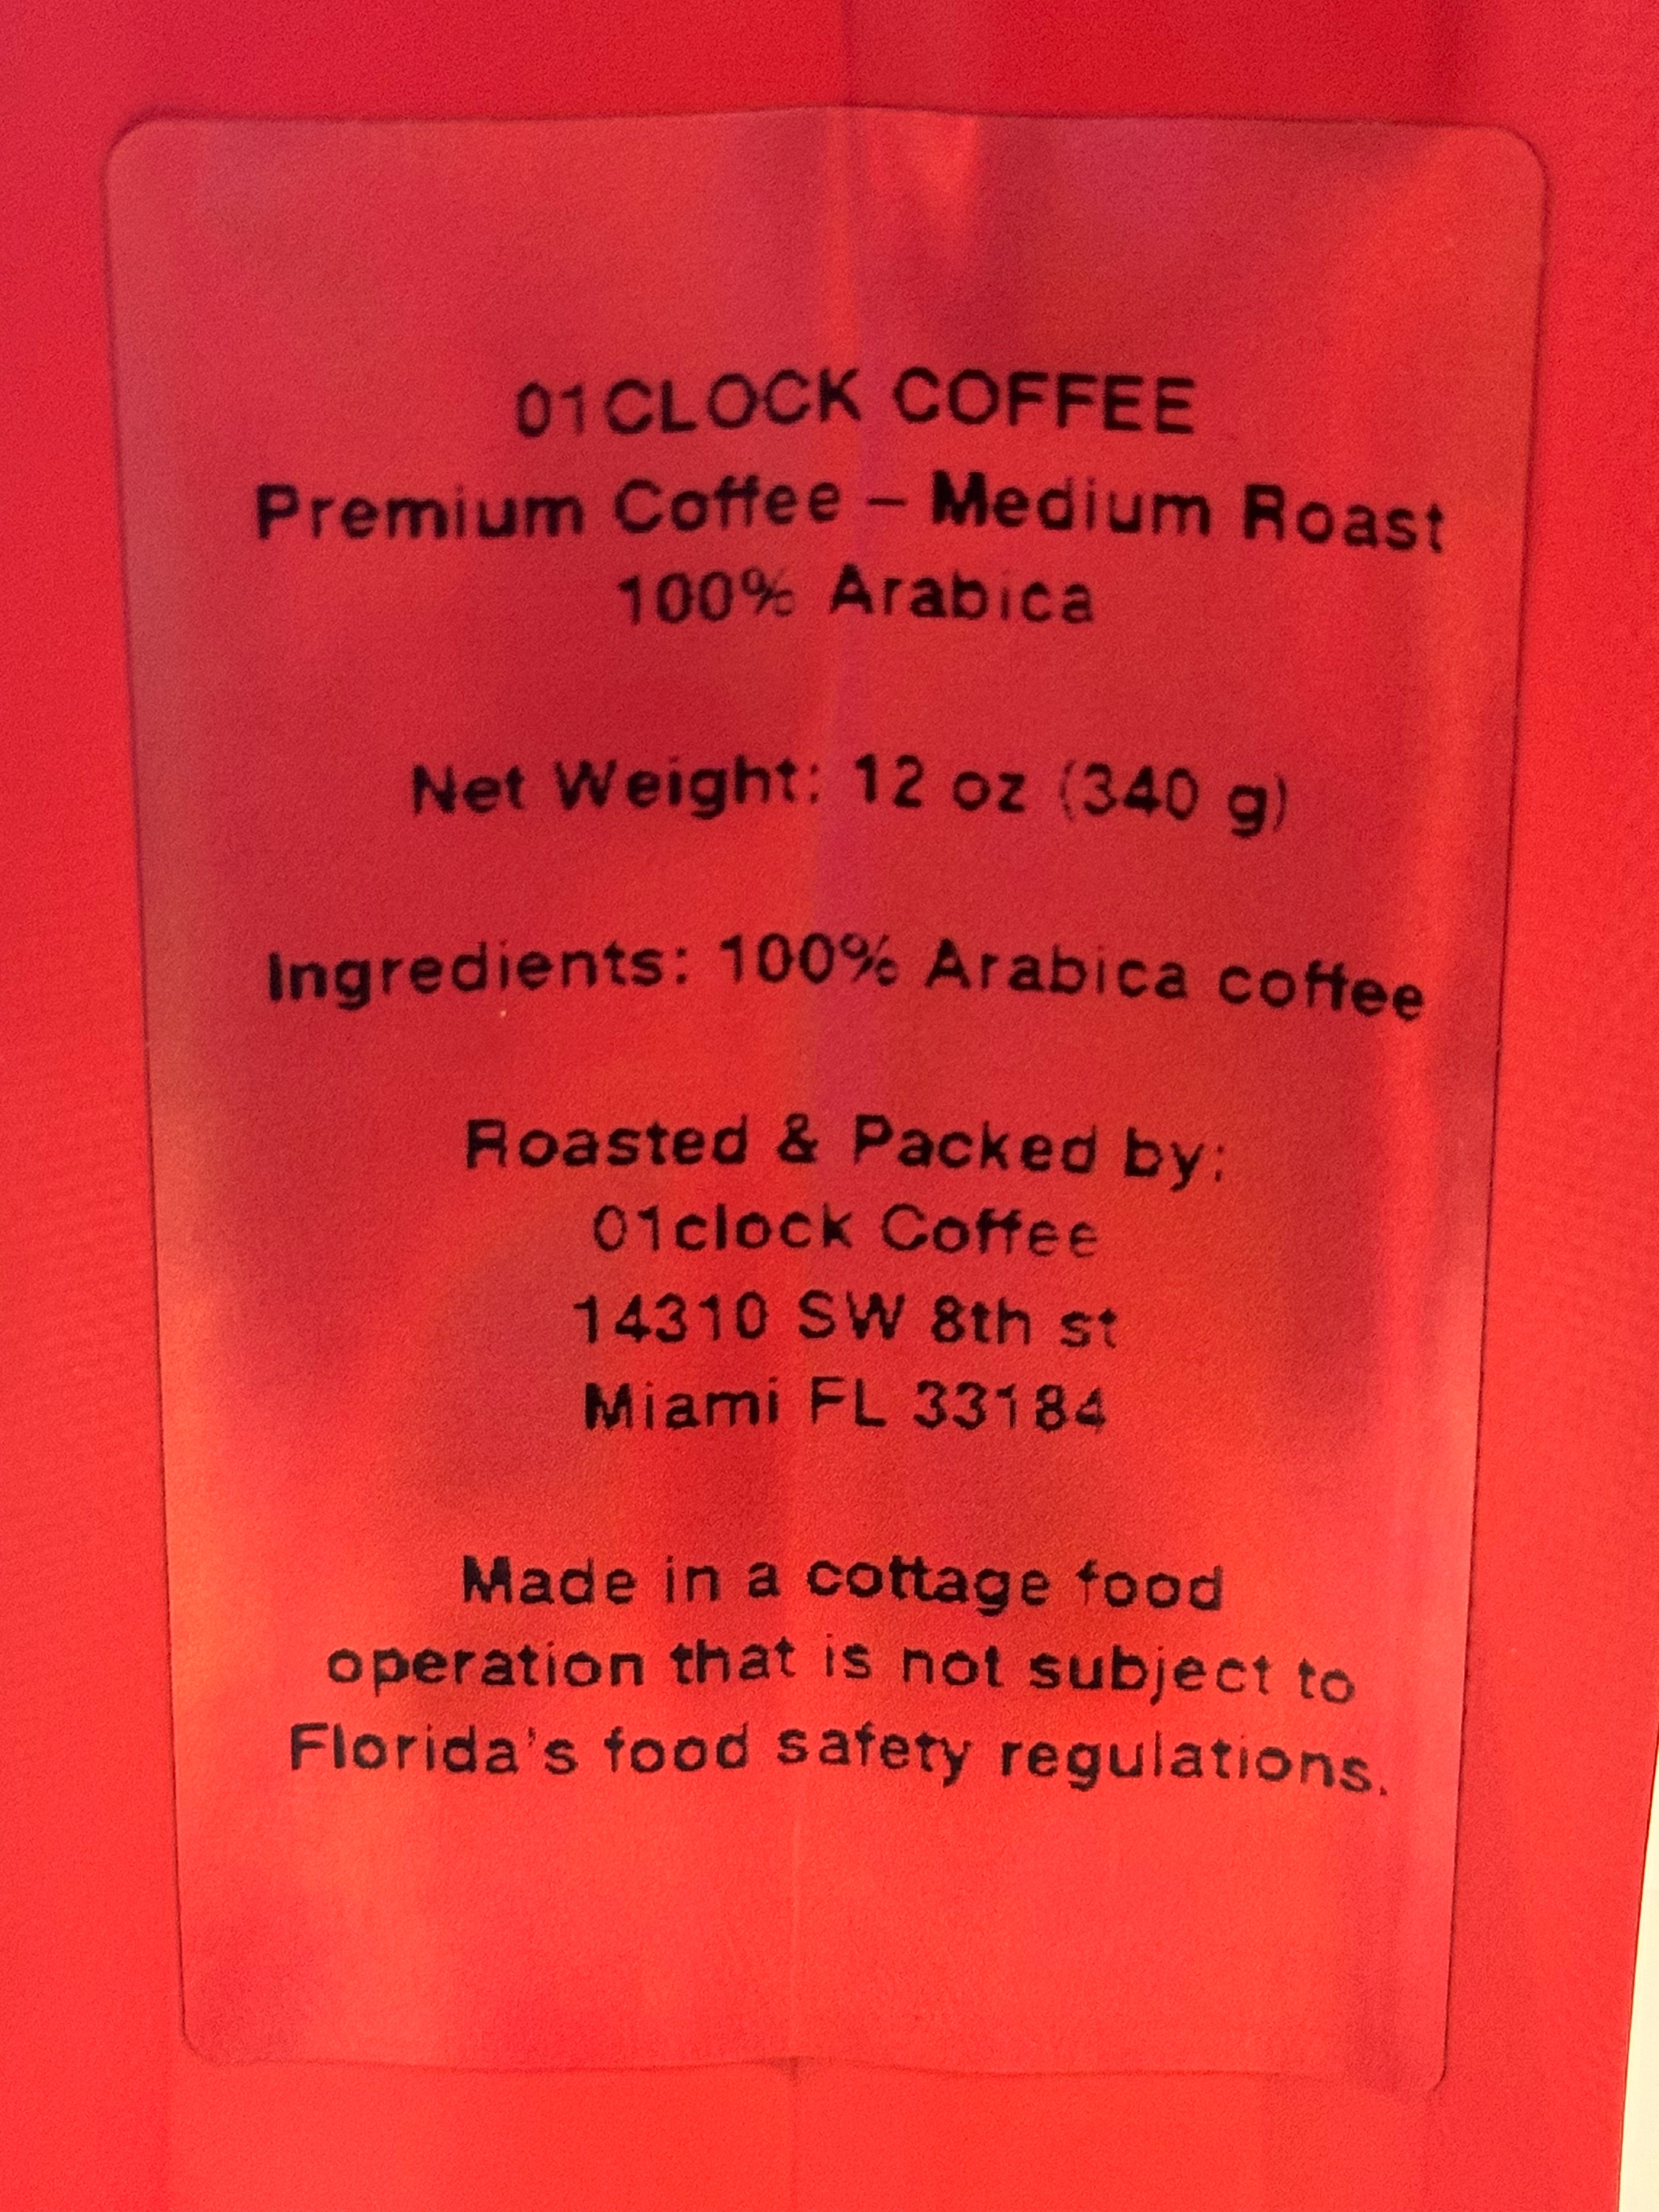 01CLOCK COFFEE
Premium Coffee – Medium Roast
100% Arabica
Net Weight: 12 oz (340 g)
Ingredients: 100% Arabica coffee
Roasted & Packed by:
01clock Coffee
14310 SW 8th st
Miami FL 33184
Made in a cottage food
operation that is not subject to
Florida's food safety regulations.